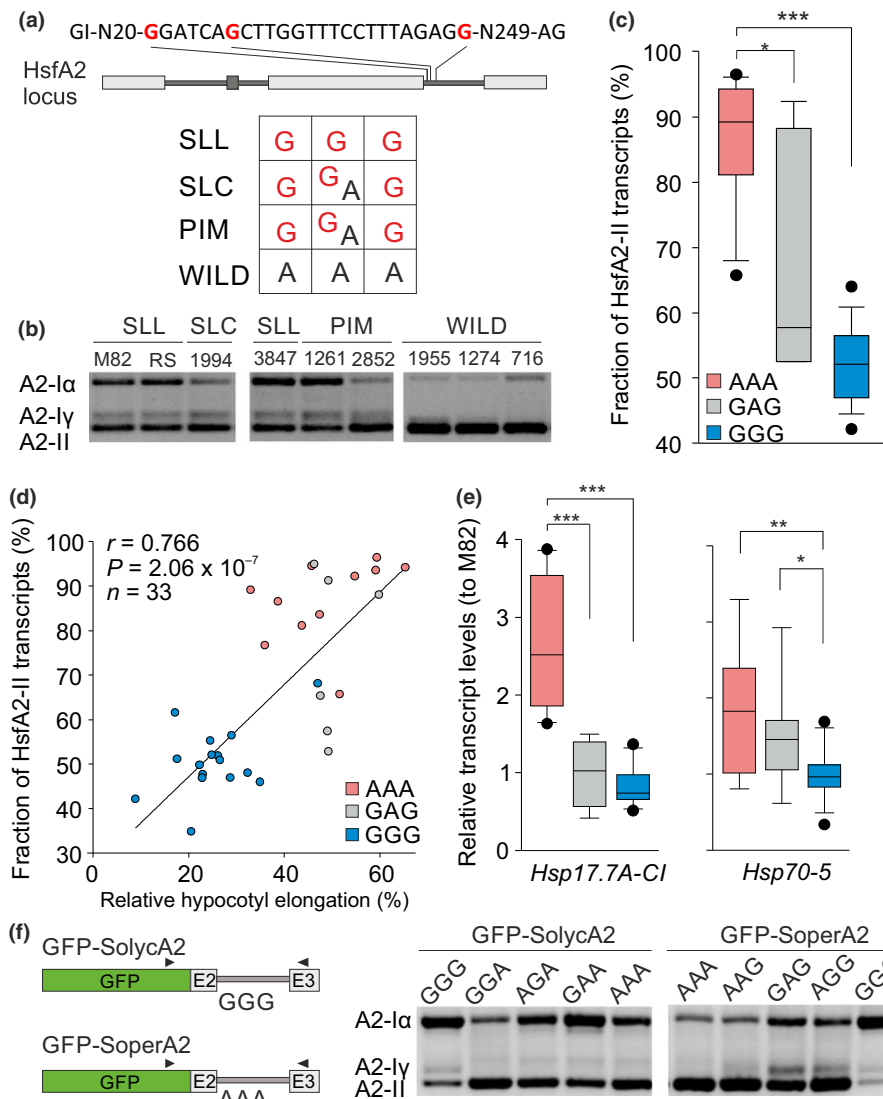 (a)
GI-N20-GGATCAGCTTGGTTTCCTTTAGAGG-N249-AG
HsfA2
locus
SLL G G G
SLC G G A G
PIM G G A G
WILD A A A
(b)
SLL SLC SLL PIM WILD
M82 RS 1994 3847 1261 2852 1955 1274 716
A2-Iα
A2-Iγ
A2-II
(c)
***
*
Fraction of HsfA2-II transcripts (%)
100
90
80
70
60
50
40
AAA
GAG
GGG
(d)
Fraction of HsfA2-II transcripts (%)
100
90
80
70
60
50
40
30
r = 0.766
P = 2.06 x 10⁻⁷
n = 33
AAA
GAG
GGG
0 20 40 60
Relative hypocotyl elongation (%)
(e)
Relative transcript levels (to M82)
4
3
2
1
0
***
***
**
*
Hsp17.7A-CI Hsp70-5
(f)
GFP-SolycA2
GFP E2 E3
GGG
GFP-SoperA2
GFP E2 E3
AAA
GFP-SolycA2 GFP-SoperA2
GGG GGA AGA GAA AAA AAA AAG GAG AGG
A2-Iα
A2-Iγ
A2-II